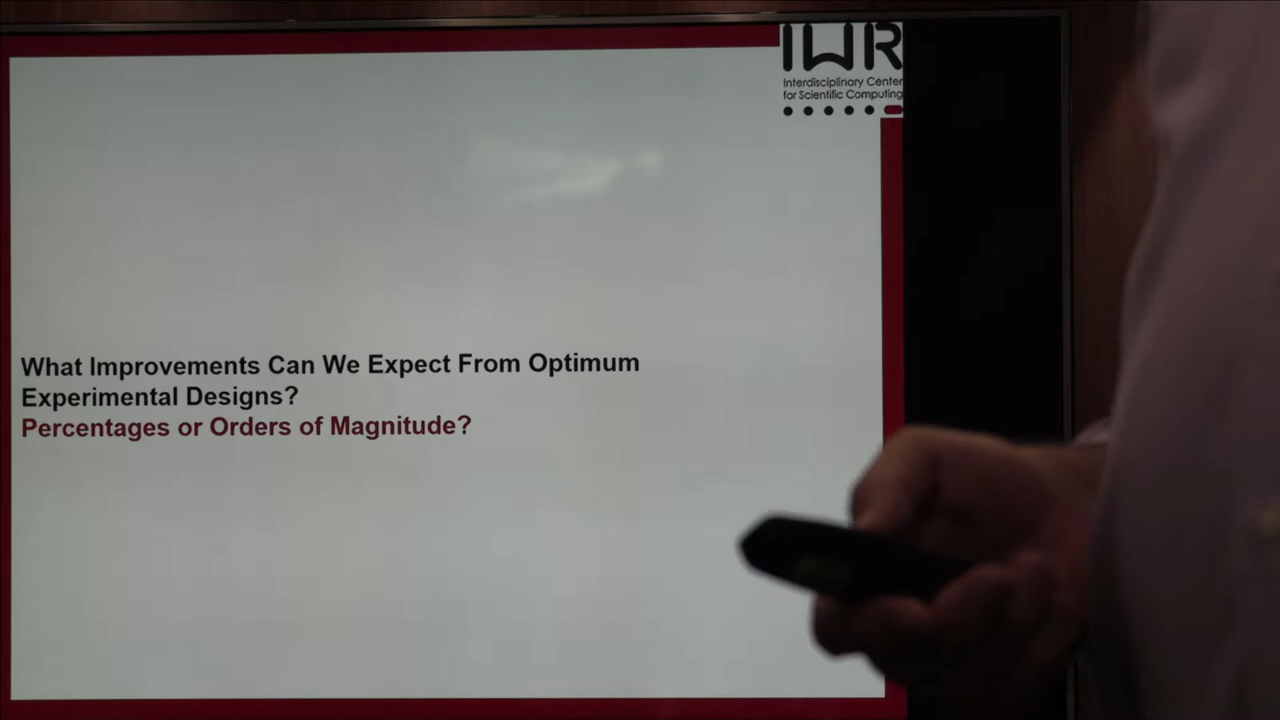 IWR
Interdisciplinary Center
for Scientific Computing
What Improvements Can We Expect From Optimum
Experimental Designs?
Percentages or Orders of Magnitude?